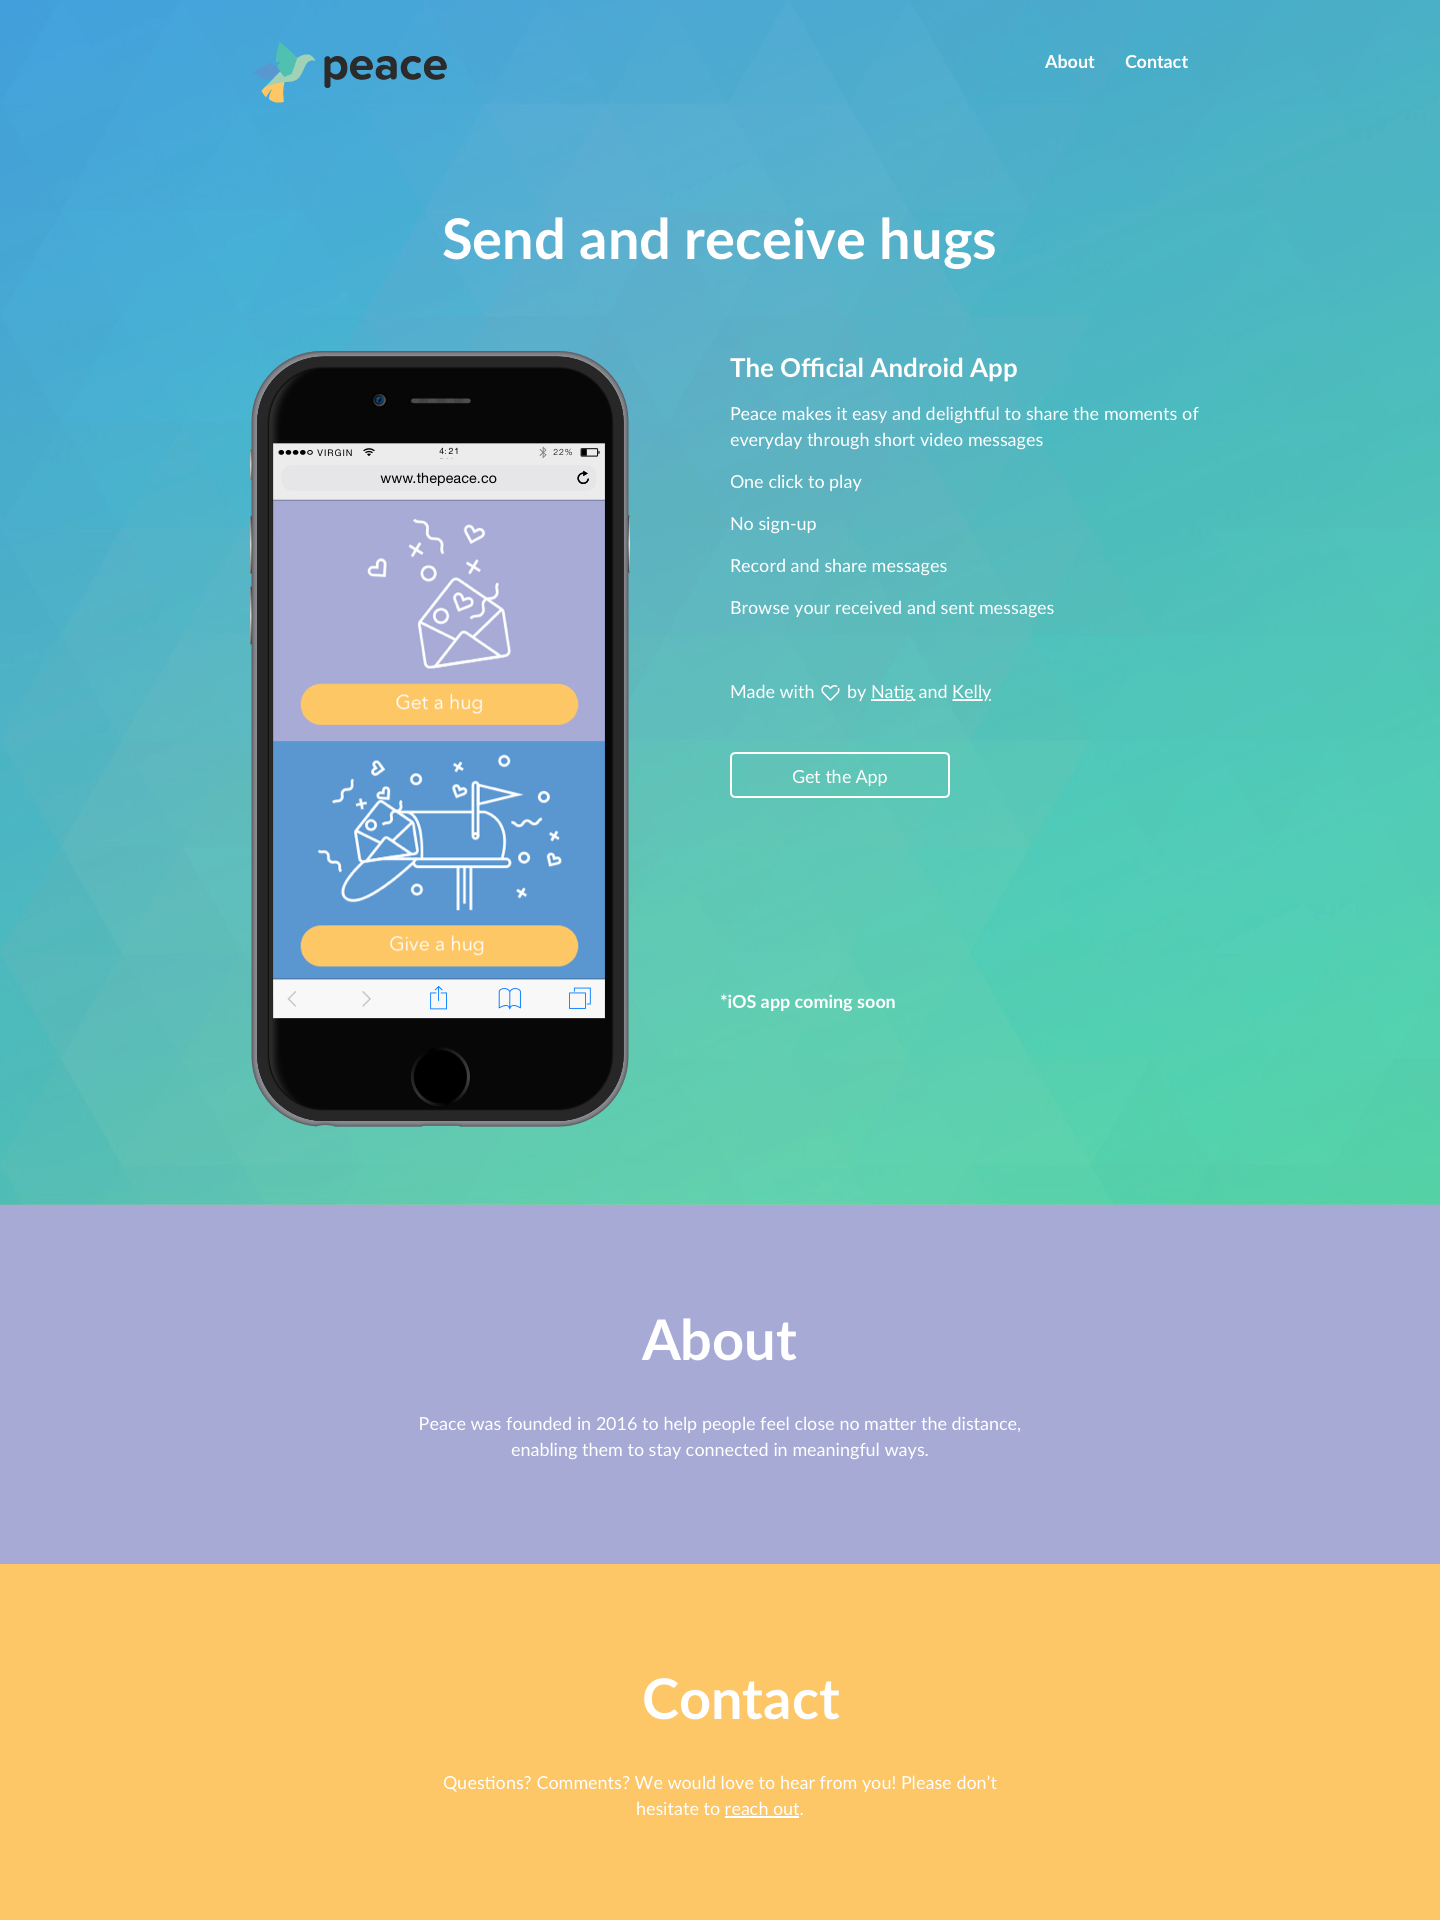 peace
About
Contact
Send and receive hugs
VIRGIN
4:21
22%
www.thepeace.co
Get a hug
Give a hug
The Official Android App
Peace makes it easy and delightful to share the moments of
everyday through short video messages
One click to play
No sign-up
Record and share messages
Browse your received and sent messages
Made with by Natig and Kelly
Get the App
*iOS app coming soon
About
Peace was founded in 2016 to help people feel close no matter the distance,
enabling them to stay connected in meaningful ways.
Contact
Questions? Comments? We would love to hear from you! Please don't
hesitate to reach out.